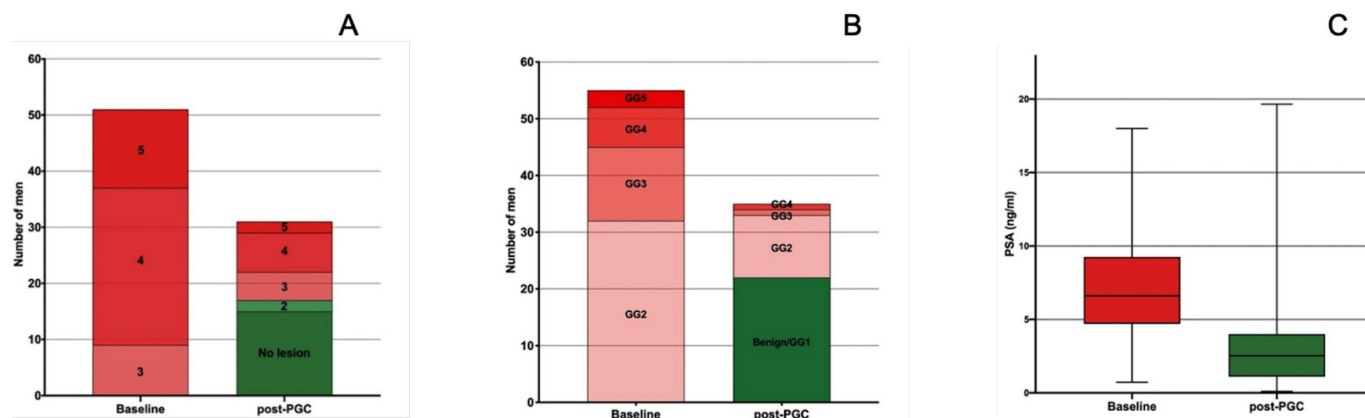 A
Number of men
60
50
40
30
20
10
0
5
4
3
5
4
3
2
No lesion
Baseline
post-PGC
B
Number of men
60
50
40
30
20
10
0
GG5
GG4
GG3
GG2
GG4
GG3
GG2
Benign/GG1
Baseline
post-PGC
C
PSA (ng/ml)
20
15
10
5
0
Baseline
post-PGC